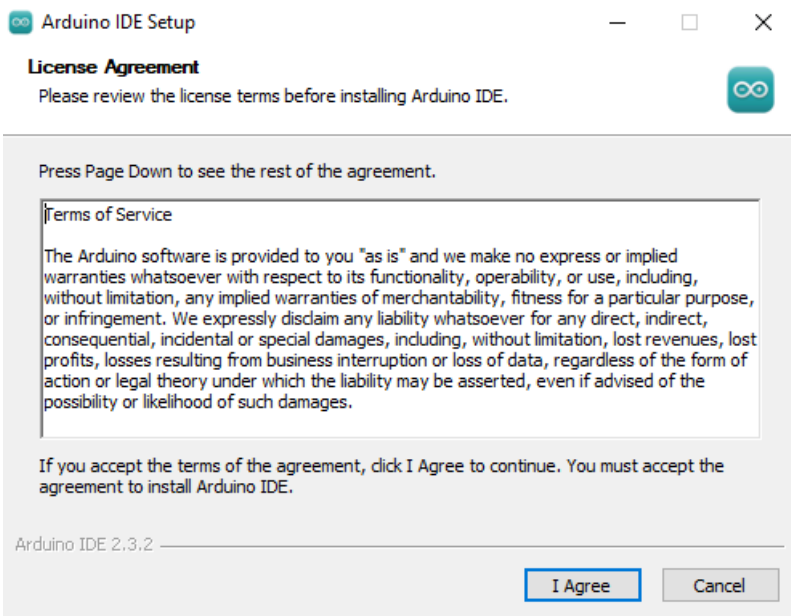 Arduino IDE Setup
License Agreement
Please review the license terms before installing Arduino IDE.
Press Page Down to see the rest of the agreement.
Terms of Service
The Arduino software is provided to you "as is" and we make no express or implied
warranties whatsoever with respect to its functionality, operability, or use, including,
without limitation, any implied warranties of merchantability, fitness for a particular purpose,
or infringement. We expressly disclaim any liability whatsoever for any direct, indirect,
consequential, incidental or special damages, including, without limitation, lost revenues, lost
profits, losses resulting from business interruption or loss of data, regardless of the form of
action or legal theory under which the liability may be asserted, even if advised of the
possibility or likelihood of such damages.
If you accept the terms of the agreement, click I Agree to continue. You must accept the
agreement to install Arduino IDE.
Arduino IDE 2.3.2
I Agree
Cancel